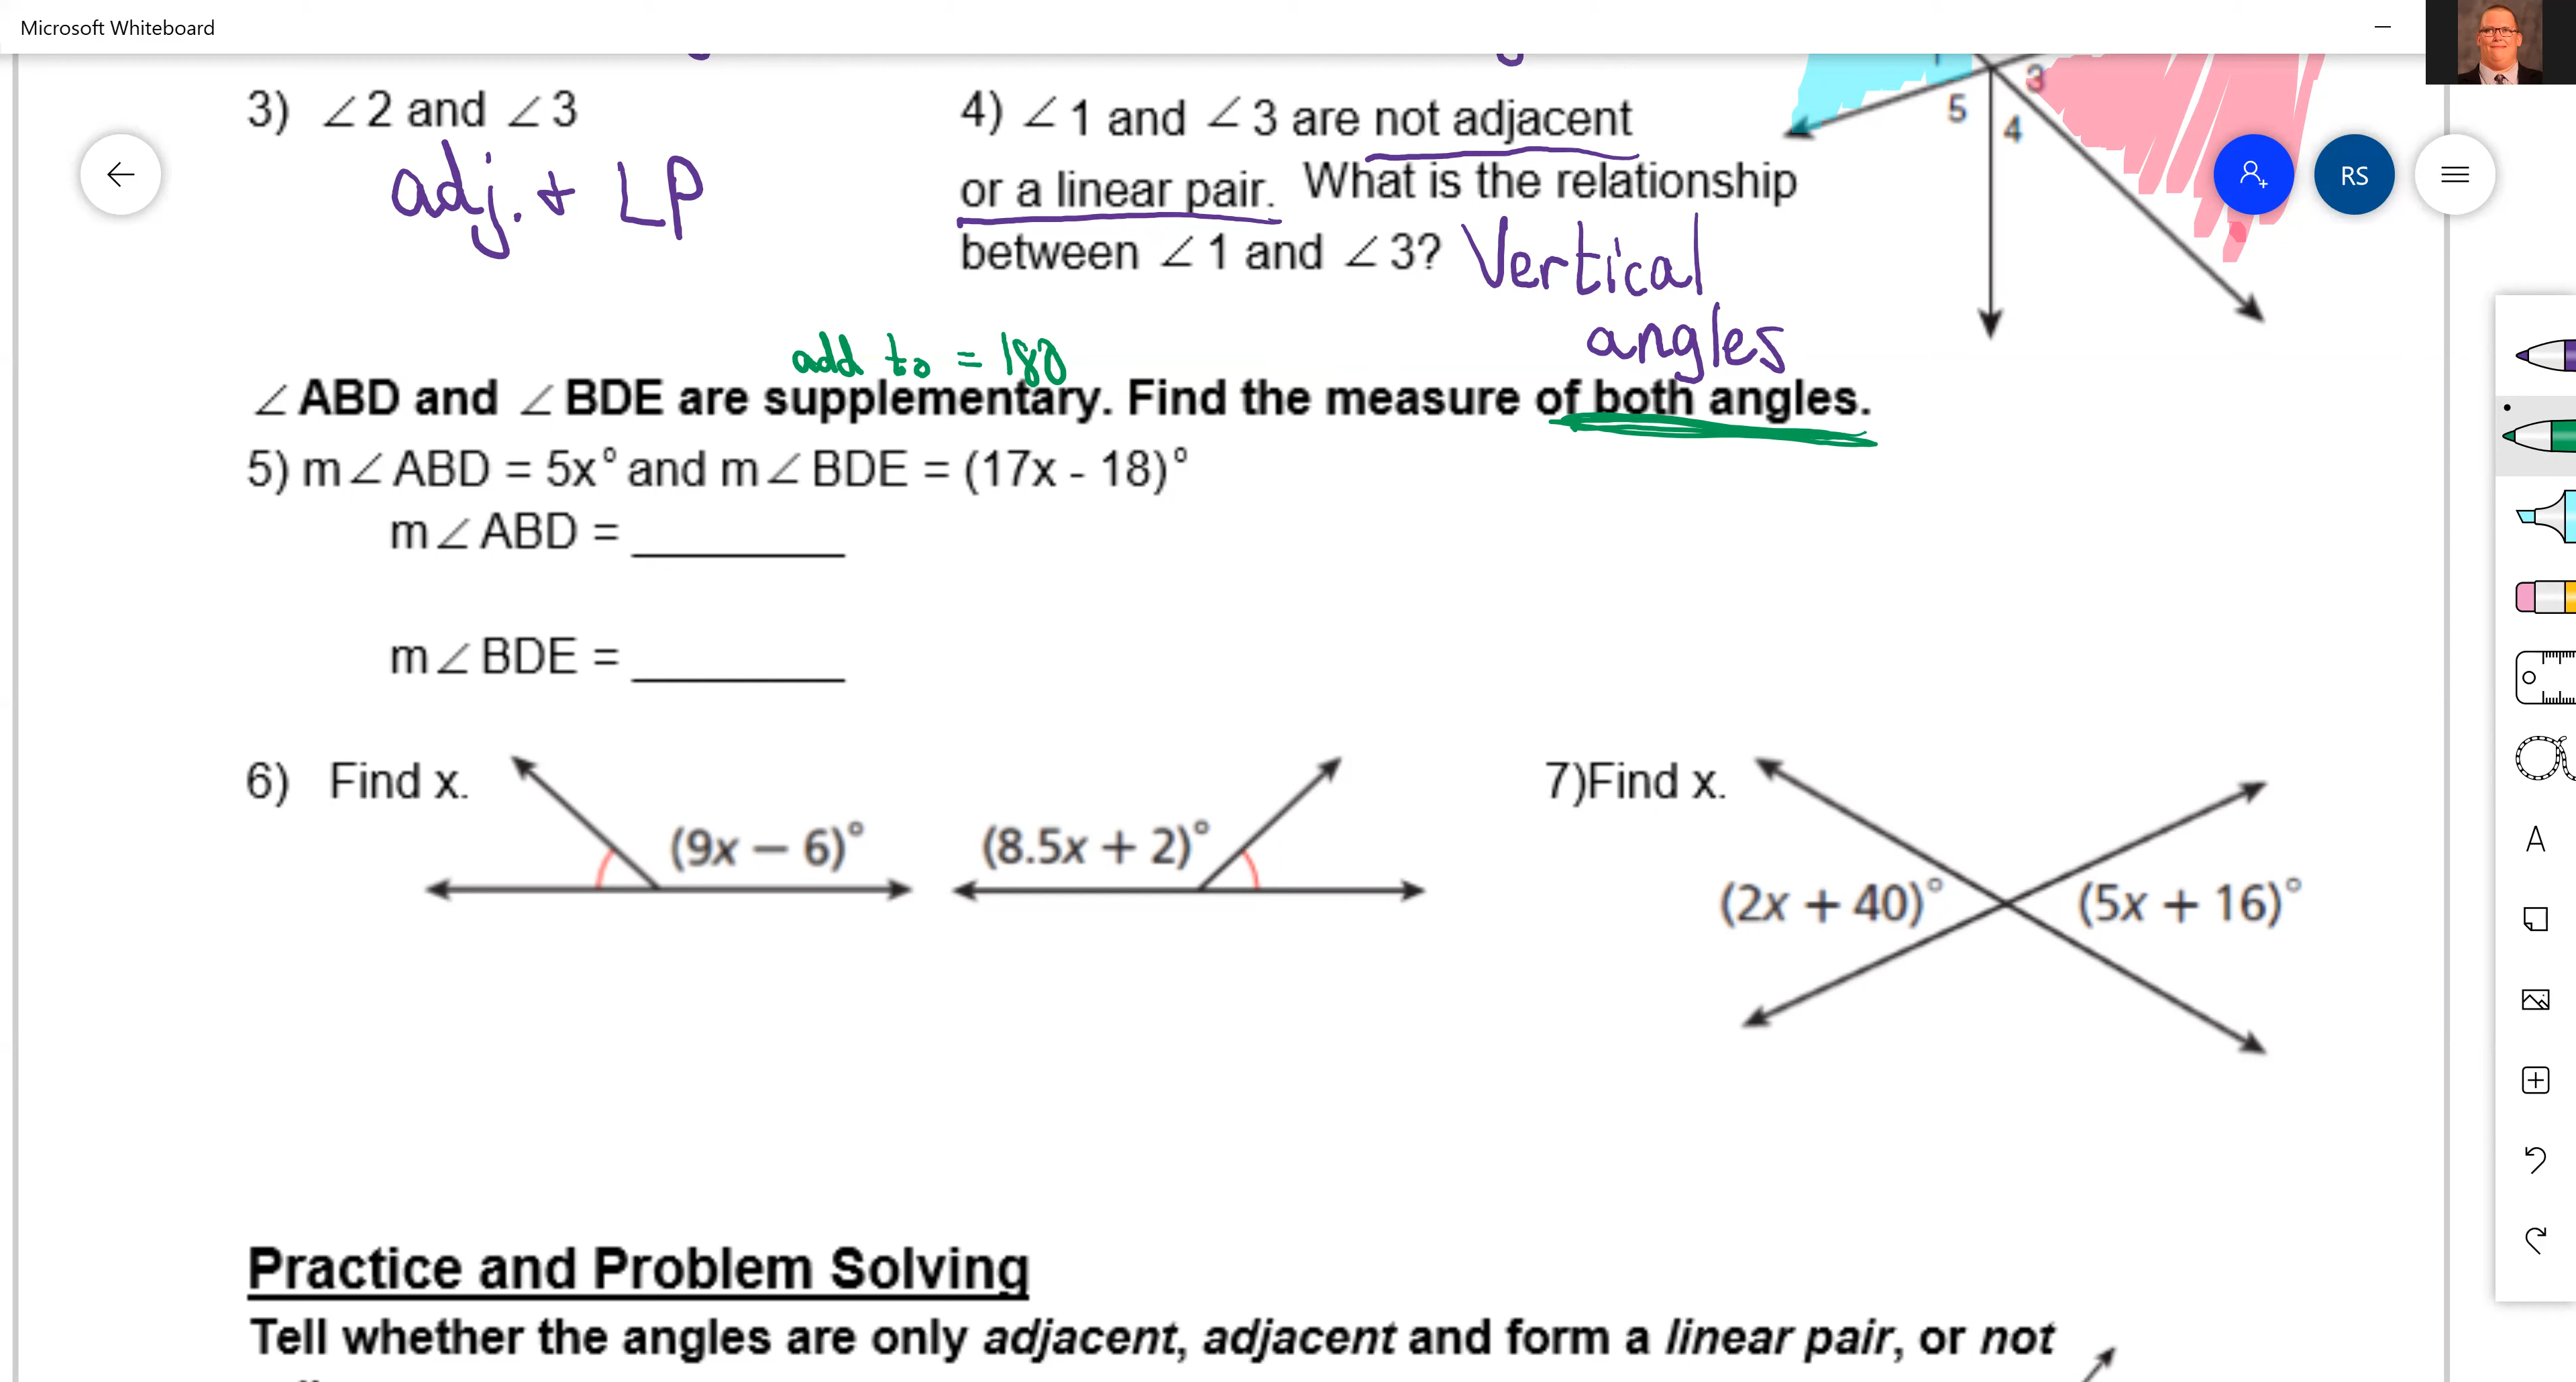 Microsoft Whiteboard
3) ∠2 and ∠3
adj. + LP
4) ∠1 and ∠3 are not adjacent
or a linear pair. What is the relationship
between ∠1 and ∠3?
Vertical
angles
3
5
4
RS
add to = 180
∠ABD and ∠BDE are supplementary. Find the measure of both angles.
5) m∠ABD = 5x° and m∠BDE = (17x - 18)°
m∠ABD = ________
m∠BDE = ________
6) Find x.
(9x − 6)°
(8.5x + 2)°
7)Find x.
(2x + 40)°
(5x + 16)°
A
Practice and Problem Solving
Tell whether the angles are only adjacent, adjacent and form a linear pair, or not